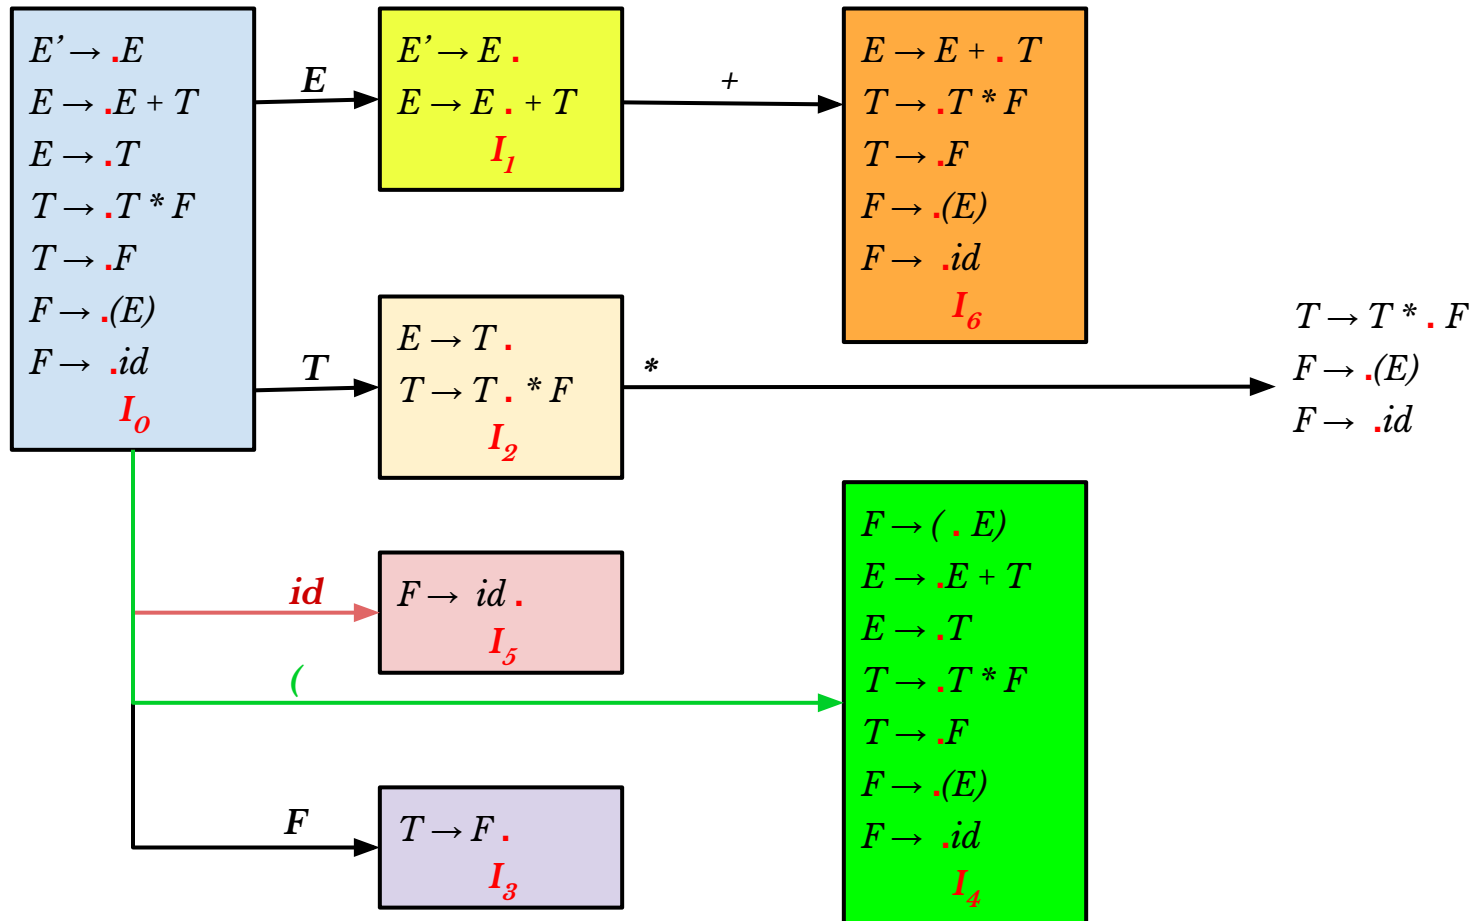 E’ → .E
E → .E + T
E → .T
T → .T * F
T → .F
F → .(E)
F → .id
I0
E
E’ → E .
E → E . + T
I1
+
E → E + . T
T → .T * F
T → .F
F → .(E)
F → .id
I6
T
E → T .
T → T . * F
I2
*
T → T * . F
F → .(E)
F → .id
id
F → id .
I5
(
F → ( . E)
E → .E + T
E → .T
T → .T * F
T → .F
F → .(E)
F → .id
I4
F
T → F .
I3